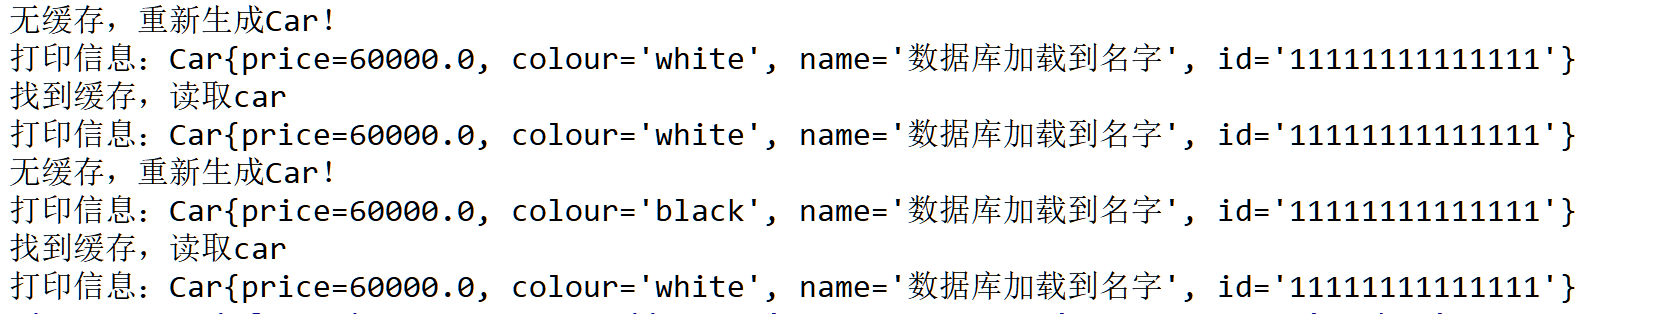 无缓存，重新生成Car!
打印信息：Car{price=60000.0, colour='white', name='数据库加载到名字', id='11111111111111'}
找到缓存，读取car
打印信息：Car{price=60000.0, colour='white', name='数据库加载到名字', id='11111111111111'}
无缓存，重新生成Car!
打印信息：Car{price=60000.0, colour='black', name='数据库加载到名字', id='11111111111111'}
找到缓存，读取car
打印信息：Car{price=60000.0, colour='white', name='数据库加载到名字', id='11111111111111'}